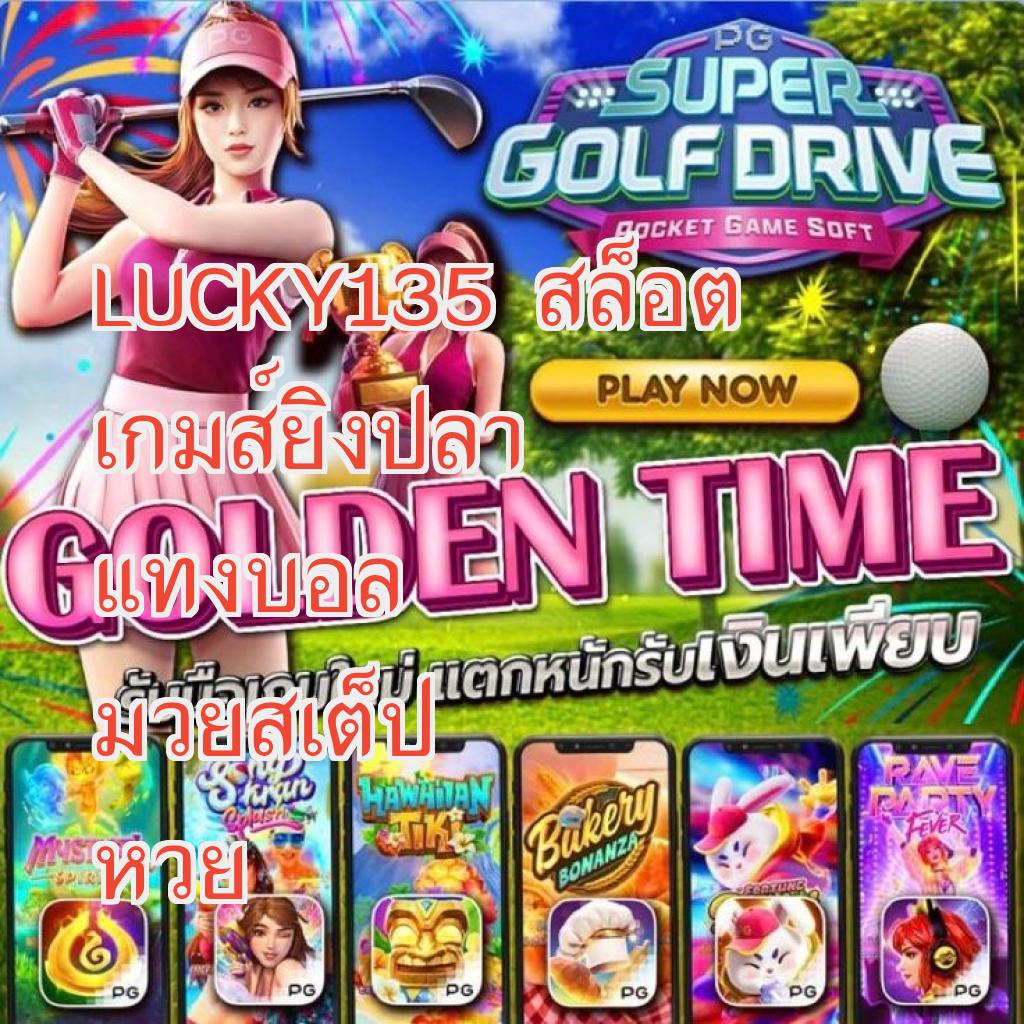 PG
PG
SUPER
GOLF DRIVE
POCKET GAME SOFT
LUCKY135 สล็อต
PLAY NOW
เกมส์ยิงปลา
GOLDEN TIME
แทงบอล
แตกหนักรับเงินเพียบ
มวยสเต็ป
หวย
Splash
HAWAIIAN
TIKI
Bakery
BONANZA
RAVE
PARTY
FEVER
PG
PG
PG
PG
PG
PG